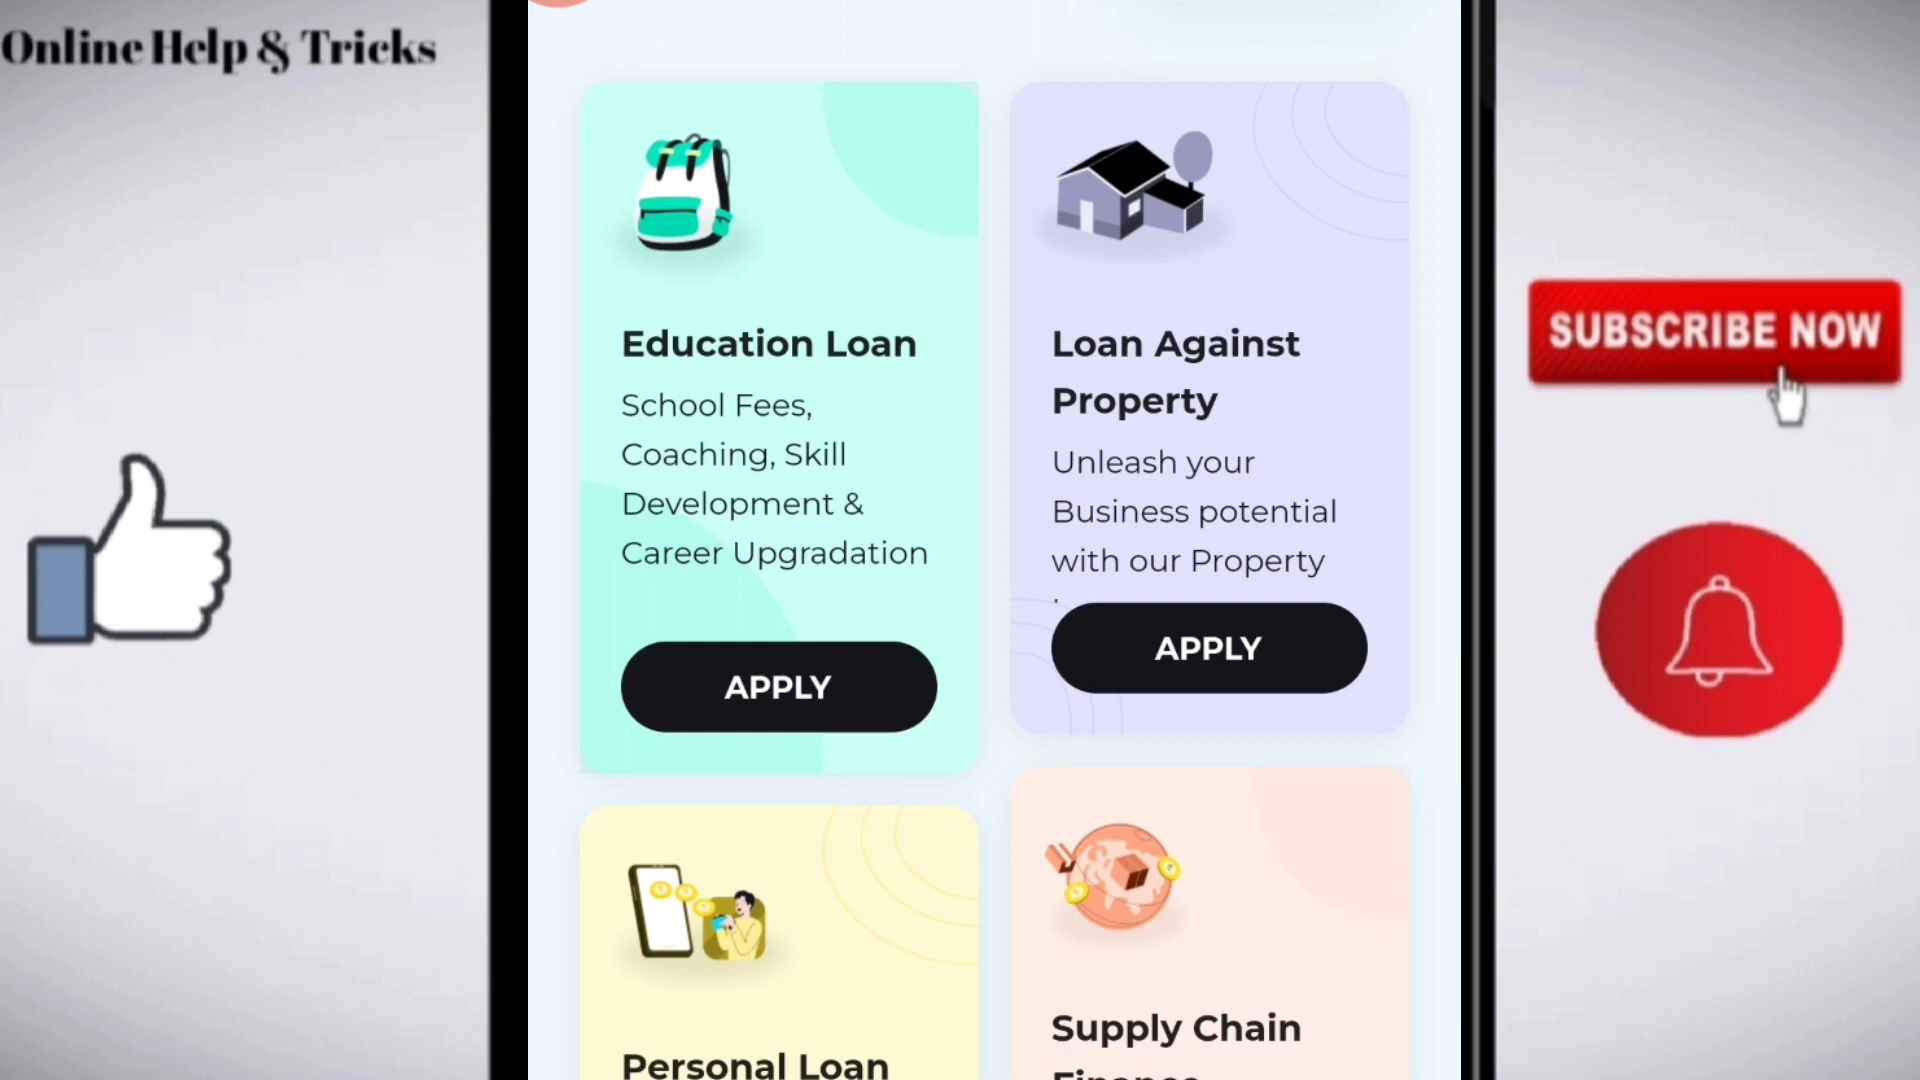 Online Help & Tricks
Education Loan
School Fees,
Coaching, Skill
Development &
Career Upgradation
APPLY
Loan Against
Property
Unleash your
Business potential
with our Property
APPLY
Personal Loan
Supply Chain
Finance
SUBSCRIBE NOW